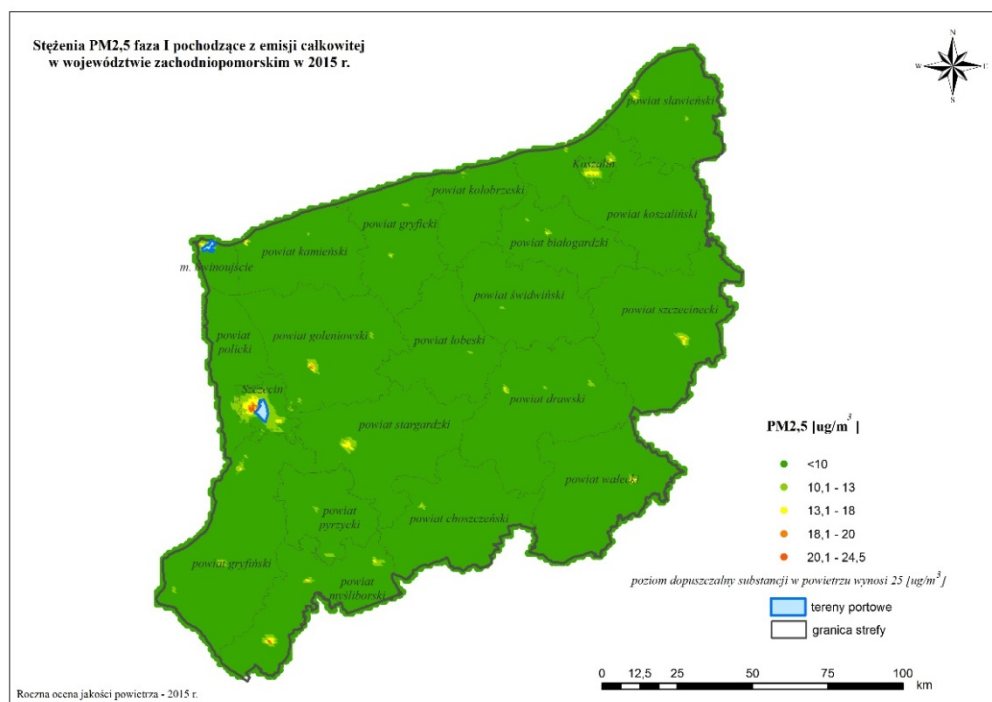 Stężenia PM2,5 faza I pochodzące z emisji całkowitej
w województwie zachodniopomorskim w 2015 r.
N
W
E
S
powiat sławieński
Koszalin
powiat kołobrzeski
powiat koszaliński
powiat gryficki
powiat białogardzki
powiat kamieński
m. Świnoujście
powiat świdwiński
powiat szczecinecki
powiat
policki
powiat goleniowski
powiat łobeski
Szczecin
powiat drawski
powiat stargardzki
PM2,5 [ug/m³ ]
<10
10,1 - 13
13,1 - 18
18,1 - 20
20,1 - 24,5
powiat wałecki
powiat
pyrzycki
powiat choszczeński
powiat gryfiński
powiat
myśliborski
poziom dopuszczalny substancji w powietrzu wynosi 25 [ug/m³]
tereny portowe
granica strefy
0 12,5 25 50 75 100
km
Roczna ocena jakości powietrza - 2015 r.